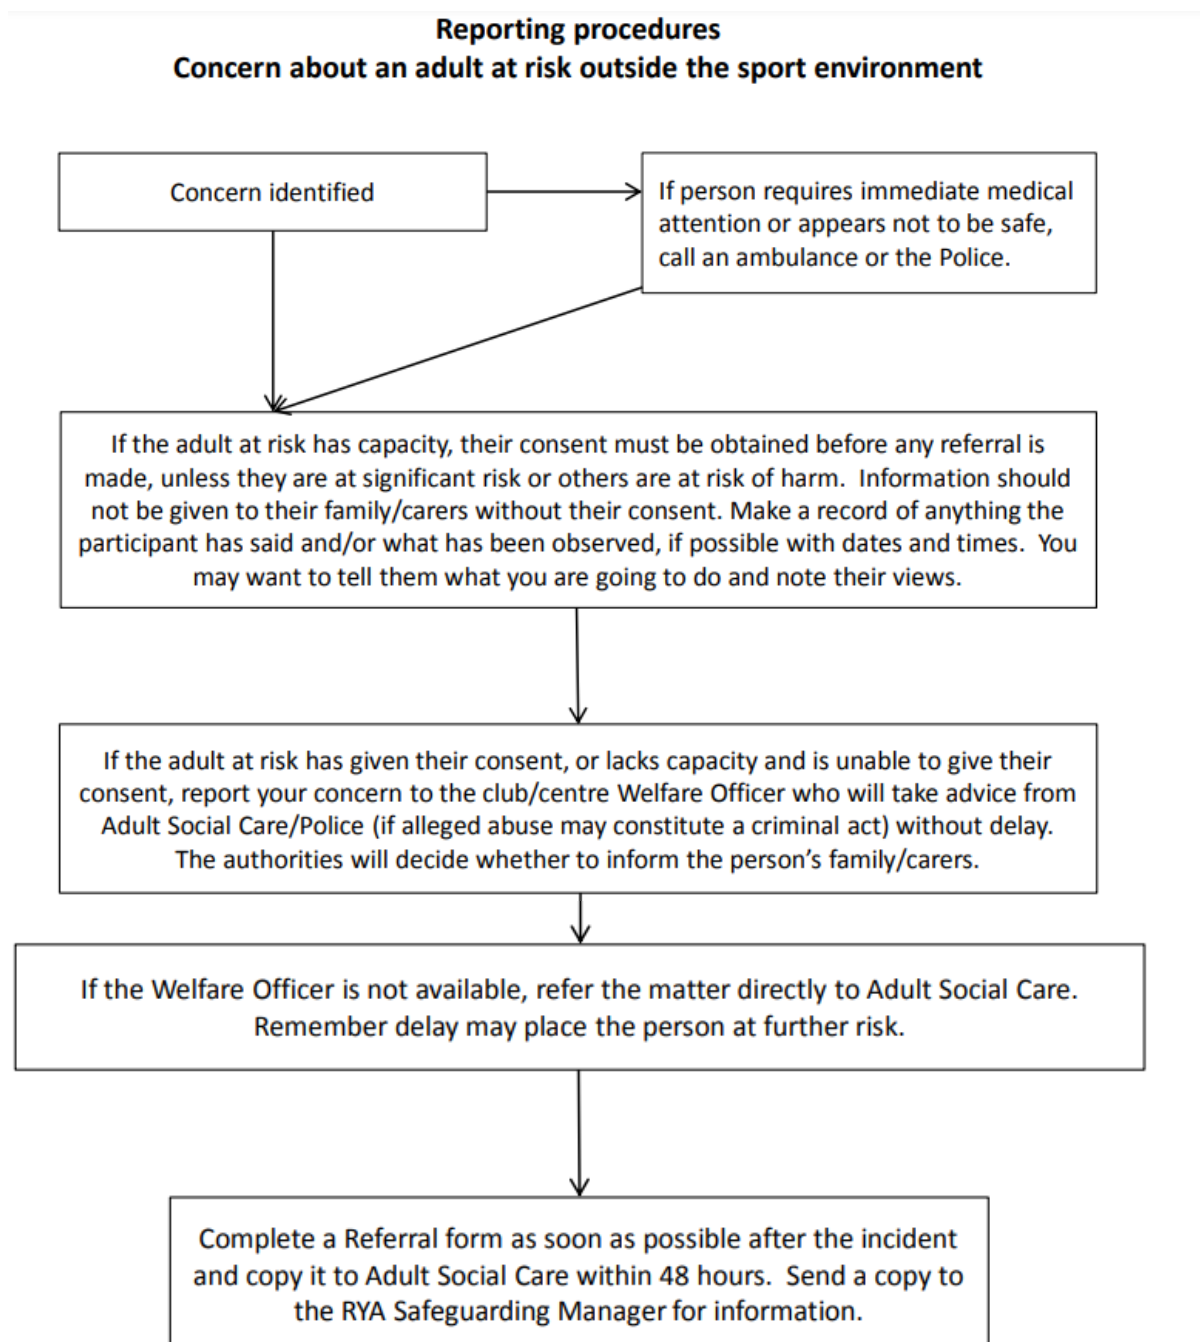 Reporting procedures
Concern about an adult at risk outside the sport environment
Concern identified
If person requires immediate medical
attention or appears not to be safe,
call an ambulance or the Police.
If the adult at risk has capacity, their consent must be obtained before any referral is
made, unless they are at significant risk or others are at risk of harm.  Information should
not be given to their family/carers without their consent. Make a record of anything the
participant has said and/or what has been observed, if possible with dates and times.  You
may want to tell them what you are going to do and note their views.
If the adult at risk has given their consent, or lacks capacity and is unable to give their
consent, report your concern to the club/centre Welfare Officer who will take advice from
Adult Social Care/Police (if alleged abuse may constitute a criminal act) without delay.
The authorities will decide whether to inform the person’s family/carers.
If the Welfare Officer is not available, refer the matter directly to Adult Social Care.
Remember delay may place the person at further risk.
Complete a Referral form as soon as possible after the incident
and copy it to Adult Social Care within 48 hours.  Send a copy to
the RYA Safeguarding Manager for information.